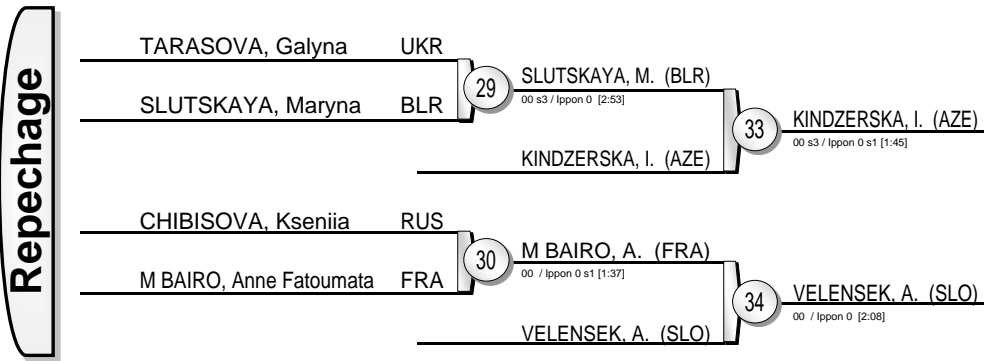 Repechage
TARASOVA, Galyna UKR
SLUTSKAYA, Maryna BLR
29
SLUTSKAYA, M. (BLR)
00 s3 / Ippon 0 [2:53]
KINDZERSKA, I. (AZE)
33
KINDZERSKA, I. (AZE)
00 s3 / Ippon 0 s1 [1:45]
CHIBISOVA, Kseniia RUS
M BAIRO, Anne Fatoumata FRA
30
M BAIRO, A. (FRA)
00 / Ippon 0 s1 [1:37]
VELENSEK, A. (SLO)
34
VELENSEK, A. (SLO)
00 / Ippon 0 [2:08]